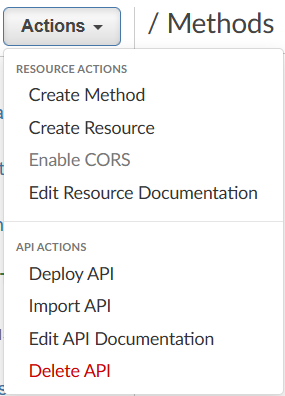 Actions
/ Methods
RESOURCE ACTIONS
Create Method
Create Resource
Enable CORS
Edit Resource Documentation
API ACTIONS
Deploy API
Import API
Edit API Documentation
Delete API